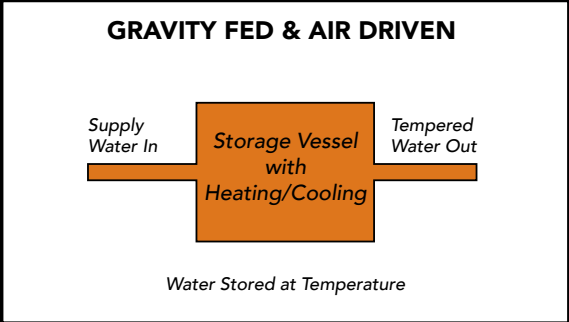 GRAVITY FED & AIR DRIVEN
Supply
Water In
Storage Vessel
with
Heating/Cooling
Tempered
Water Out
Water Stored at Temperature